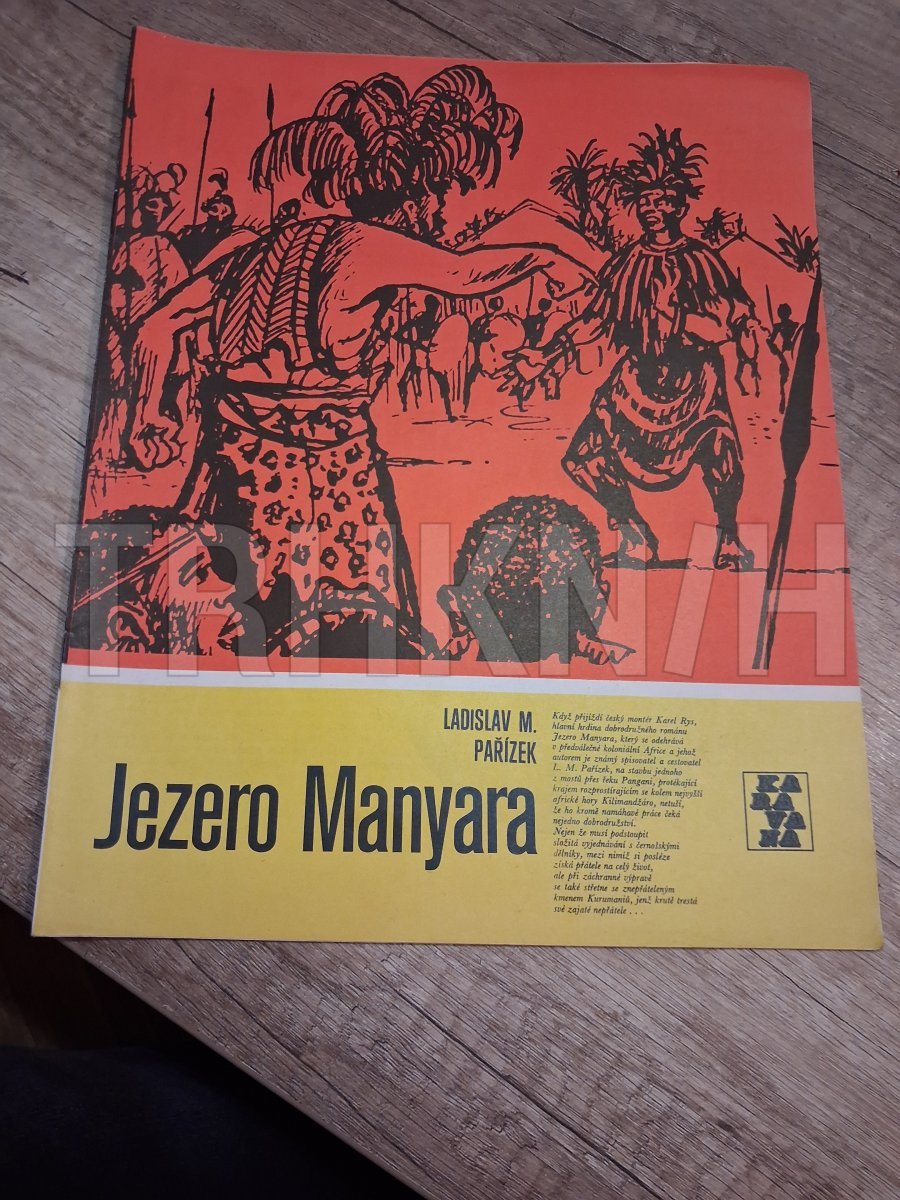 TRHKNIH
LADISLAV M.
PAŘÍZEK
Jezero Manyara
Když přijíždí český montér Karel Rys,
hlavní hrdina dobrodružného románu
Jezero Manyara, který se odehrává
v předválečné koloniální Africe a jehož
autorem je známý spisovatel a cestovatel
L. M. Pařízek, na stavbu jednoho
z mostů přes řeku Pangani, protékající
krajem rozprostírajícím se kolem nejvyšší
africké hory Kilimandžáro, netuší,
že ho kromě namáhavé práce čeká
nejedno dobrodružství.
Nejen že musí podstoupit
složitá vyjednávání s černošskými
dělníky, mezi nimiž si posléze
získá přátele na celý život,
ale při záchranné výpravě
se také střetne se znepřáteleným
kmenem Kurumaniů, jenž krutě trestá
své zajaté nepřátele . . .
KA
RA
VA
NA